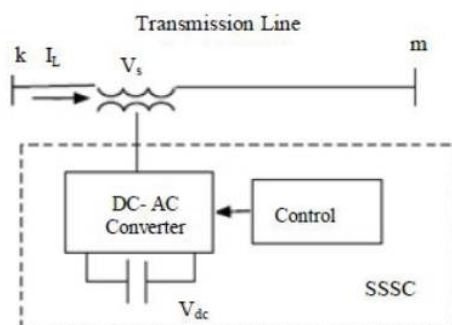 Transmission Line
k I_L
V_s
m
DC- AC
Converter
Control
SSSC
V_dc